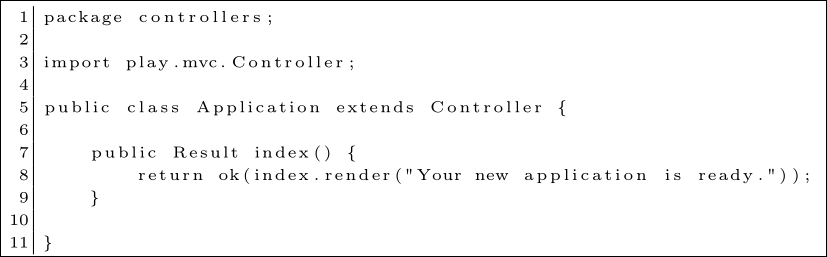 1 package controllers;
2
3 import play.mvc.Controller;
4
5 public class Application extends Controller {
6
7     public Result index() {
8         return ok(index.render("Your new application is ready."));
9     }
10
11 }